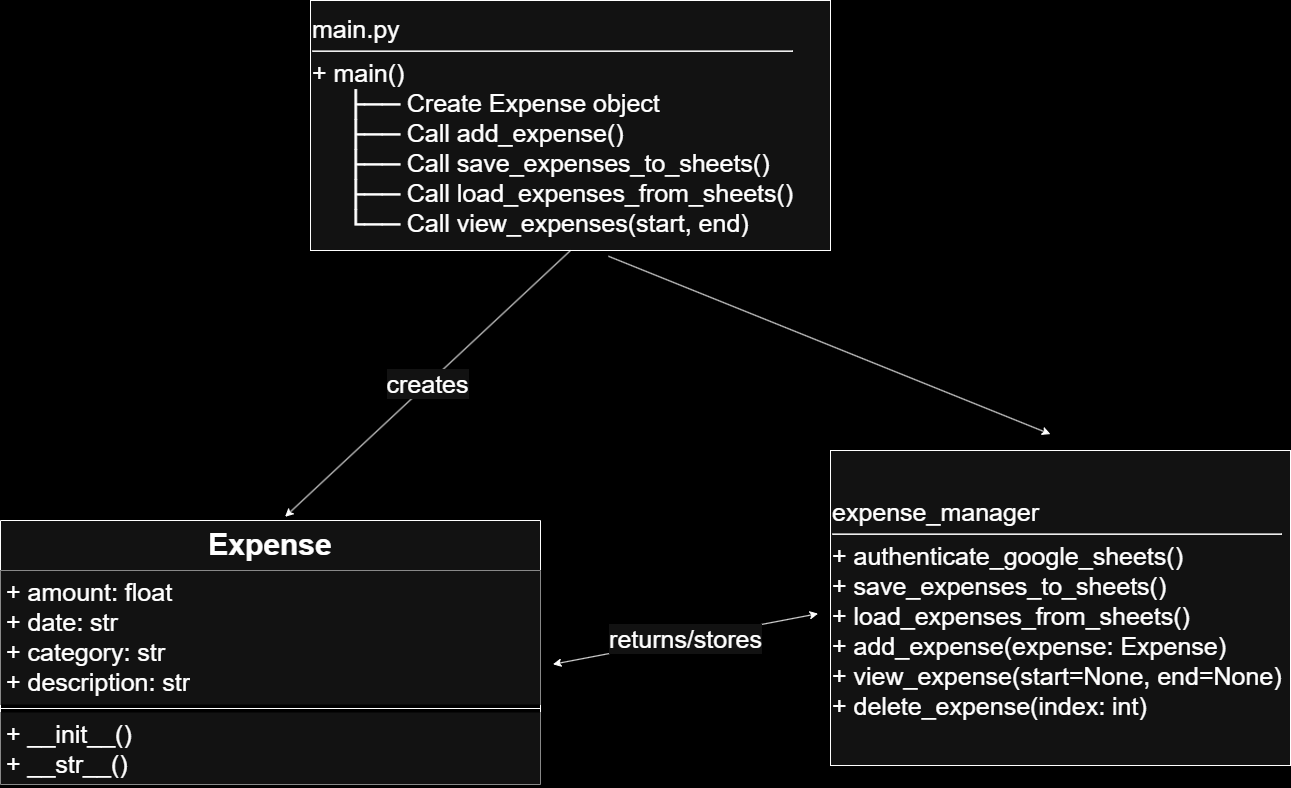 main.py
+ main()
├── Create Expense object
├── Call add_expense()
├── Call save_expenses_to_sheets()
├── Call load_expenses_from_sheets()
└── Call view_expenses(start, end)
creates
Expense
+ amount: float
+ date: str
+ category: str
+ description: str
+ __init__()
+ __str__()
returns/stores
expense_manager
+ authenticate_google_sheets()
+ save_expenses_to_sheets()
+ load_expenses_from_sheets()
+ add_expense(expense: Expense)
+ view_expense(start=None, end=None)
+ delete_expense(index: int)